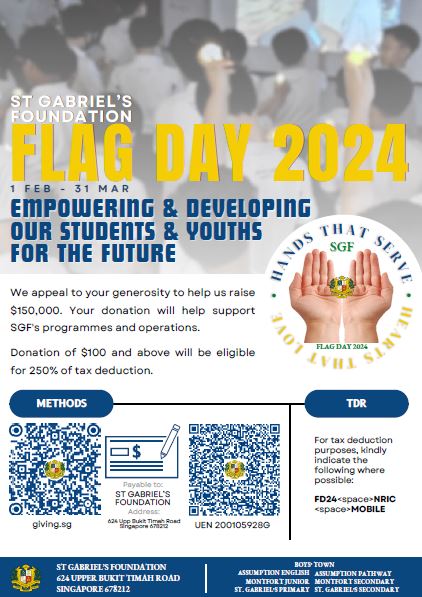 ST GABRIEL'S
FOUNDATION
FLAG DAY 2024
1 FEB - 31 MAR
EMPOWERING & DEVELOPING
OUR STUDENTS & YOUTHS
FOR THE FUTURE
HANDS THAT SERVE
SGF
HEARTS THAT LOVE
FLAG DAY 2024
We appeal to your generosity to help us raise
$150,000. Your donation will help support
SGF's programmes and operations.
Donation of $100 and above will be eligible
for 250% of tax deduction.
METHODS
TDR
$
Payable to:
ST GABRIEL'S
FOUNDATION
Address:
624 Upp Bukit Timah Road
Singapore 678212
giving.sg
UEN 200105928G
For tax deduction
purposes, kindly
indicate the
following where
possible:
FD24<space>NRIC
<space>MOBILE
ST GABRIEL'S FOUNDATION
624 UPPER BUKIT TIMAH ROAD
SINGAPORE 678212
BOYS' TOWN
ASSUMPTION ENGLISH ASSUMPTION PATHWAY
MONTFORT JUNIOR MONTFORT SECONDARY
ST. GABRIEL'S PRIMARY ST. GABRIEL'S SECONDARY